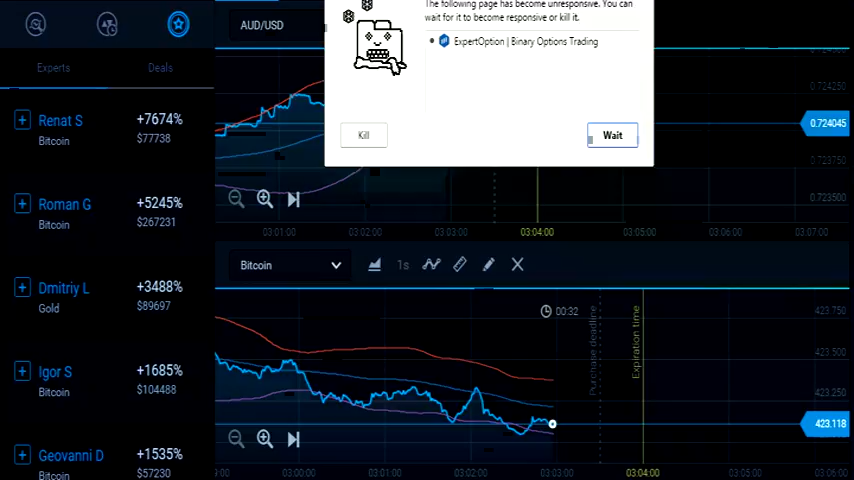 Experts
Deals
Renat S
+7674%
Bitcoin
$77738
Roman G
+5245%
Bitcoin
$267231
Dmitriy L
+3488%
Gold
$89697
Igor S
+1685%
Bitcoin
$104488
Geovanni D
+1535%
Bitcoin
$57230
AUD/USD
The following page has become unresponsive. You can
wait for it to become responsive or kill it.
ExpertOption | Binary Options Trading
Kill
Wait
0.724250
0.724045
0.723750
0.723500
03:01:00
03:02:00
03:03:00
03:04:00
03:05:00
03:06:00
03:07:00
Bitcoin
1s
00:32
Purchase deadline
Expiration time
423.750
423.500
423.250
423.118
03:00:00
03:01:00
03:02:00
03:03:00
03:04:00
03:05:00
03:06:00